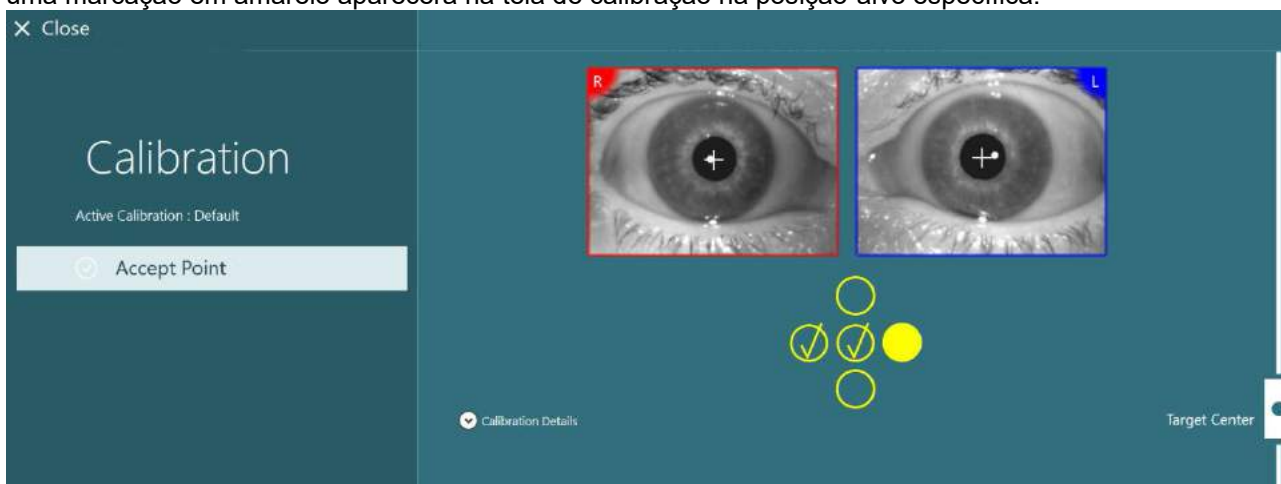 uma marcação em amarelo aparecerá na tela de calibração na posição-alvo específica.
Close
R
L
Calibration
Active Calibration : Default
Accept Point
Calibration Details
Target Center